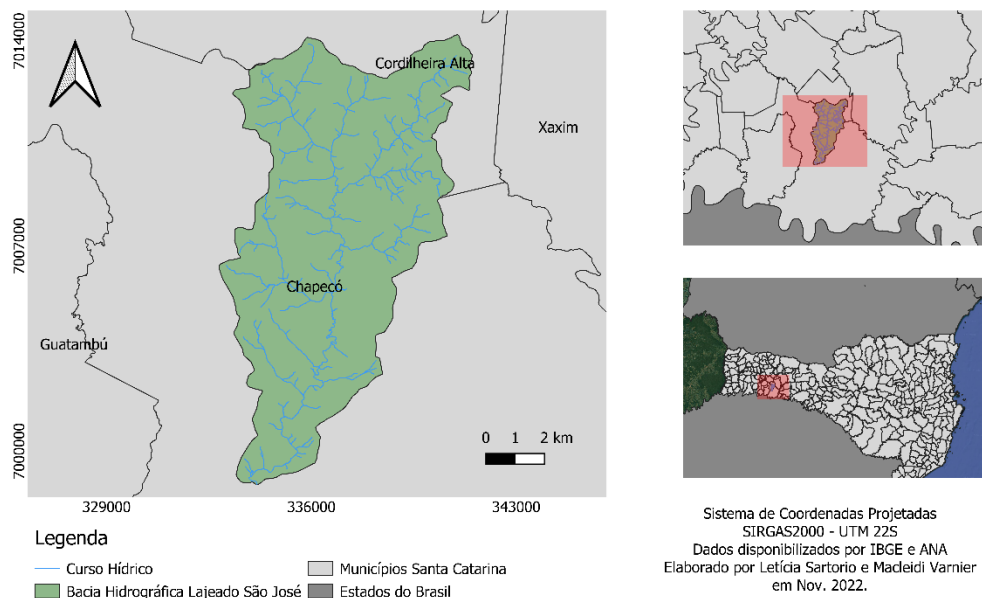 7014000
7007000
7000000
Cordilheira Alta
Xaxim
Chapecó
Guatambú
0 1 2 km
329000 336000 343000
Legenda
Curso Hídrico
Bacia Hidrográfica Lajeado São José
Municípios Santa Catarina
Estados do Brasil
Sistema de Coordenadas Projetadas
SIRGAS2000 - UTM 22S
Dados disponibilizados por IBGE e ANA
Elaborado por Letícia Sartorio e Macleidi Varnier
em Nov. 2022.